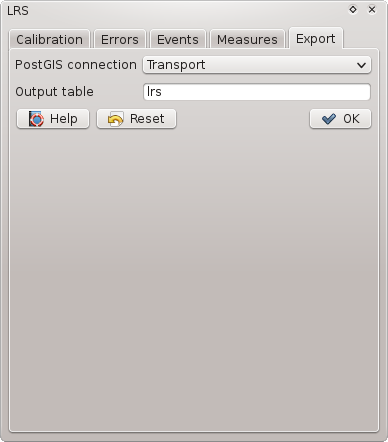 LRS
Calibration Errors Events Measures Export
PostGIS connection Transport
Output table lrs
Help Reset OK